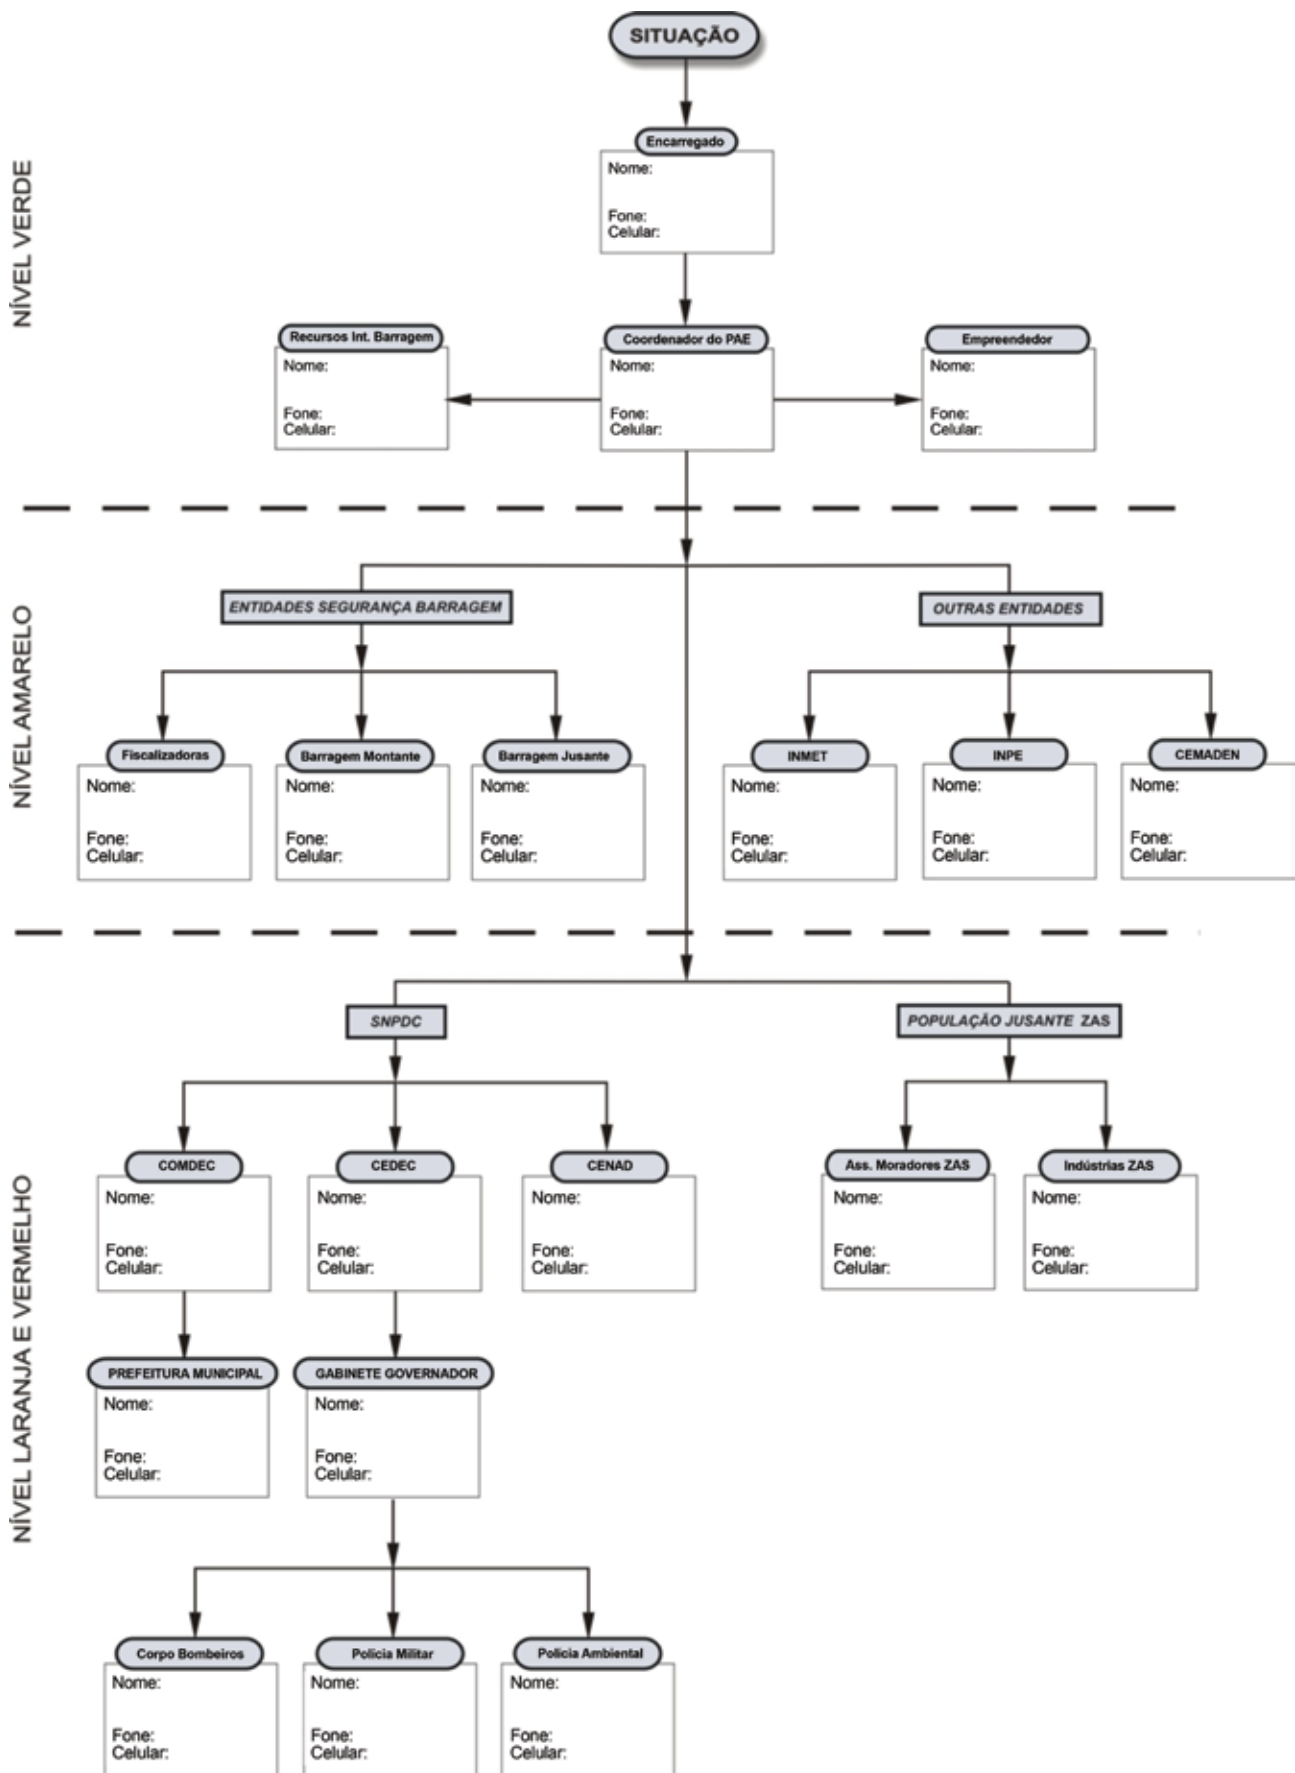 SITUAÇÃO
NÍVEL VERDE
Encarregado
Nome:
Fone:
Celular:
Recursos Int. Barragem
Nome:
Fone:
Celular:
Coordenador do PAE
Nome:
Fone:
Celular:
Empreendedor
Nome:
Fone:
Celular:
NÍVEL AMARELO
ENTIDADES SEGURANÇA BARRAGEM
OUTRAS ENTIDADES
Fiscalizadoras
Nome:
Fone:
Celular:
Barragem Montante
Nome:
Fone:
Celular:
Barragem Jusante
Nome:
Fone:
Celular:
INMET
Nome:
Fone:
Celular:
INPE
Nome:
Fone:
Celular:
CEMADEN
Nome:
Fone:
Celular:
NÍVEL LARANJA E VERMELHO
SNPDC
POPULAÇÃO JUSANTE ZAS
COMDEC
Nome:
Fone:
Celular:
CEDEC
Nome:
Fone:
Celular:
CENAD
Nome:
Fone:
Celular:
Ass. Moradores ZAS
Nome:
Fone:
Celular:
Indústrias ZAS
Nome:
Fone:
Celular:
PREFEITURA MUNICIPAL
Nome:
Fone:
Celular:
GABINETE GOVERNADOR
Nome:
Fone:
Celular:
Corpo Bombeiros
Nome:
Fone:
Celular:
Polícia Militar
Nome:
Fone:
Celular:
Polícia Ambiental
Nome:
Fone:
Celular: